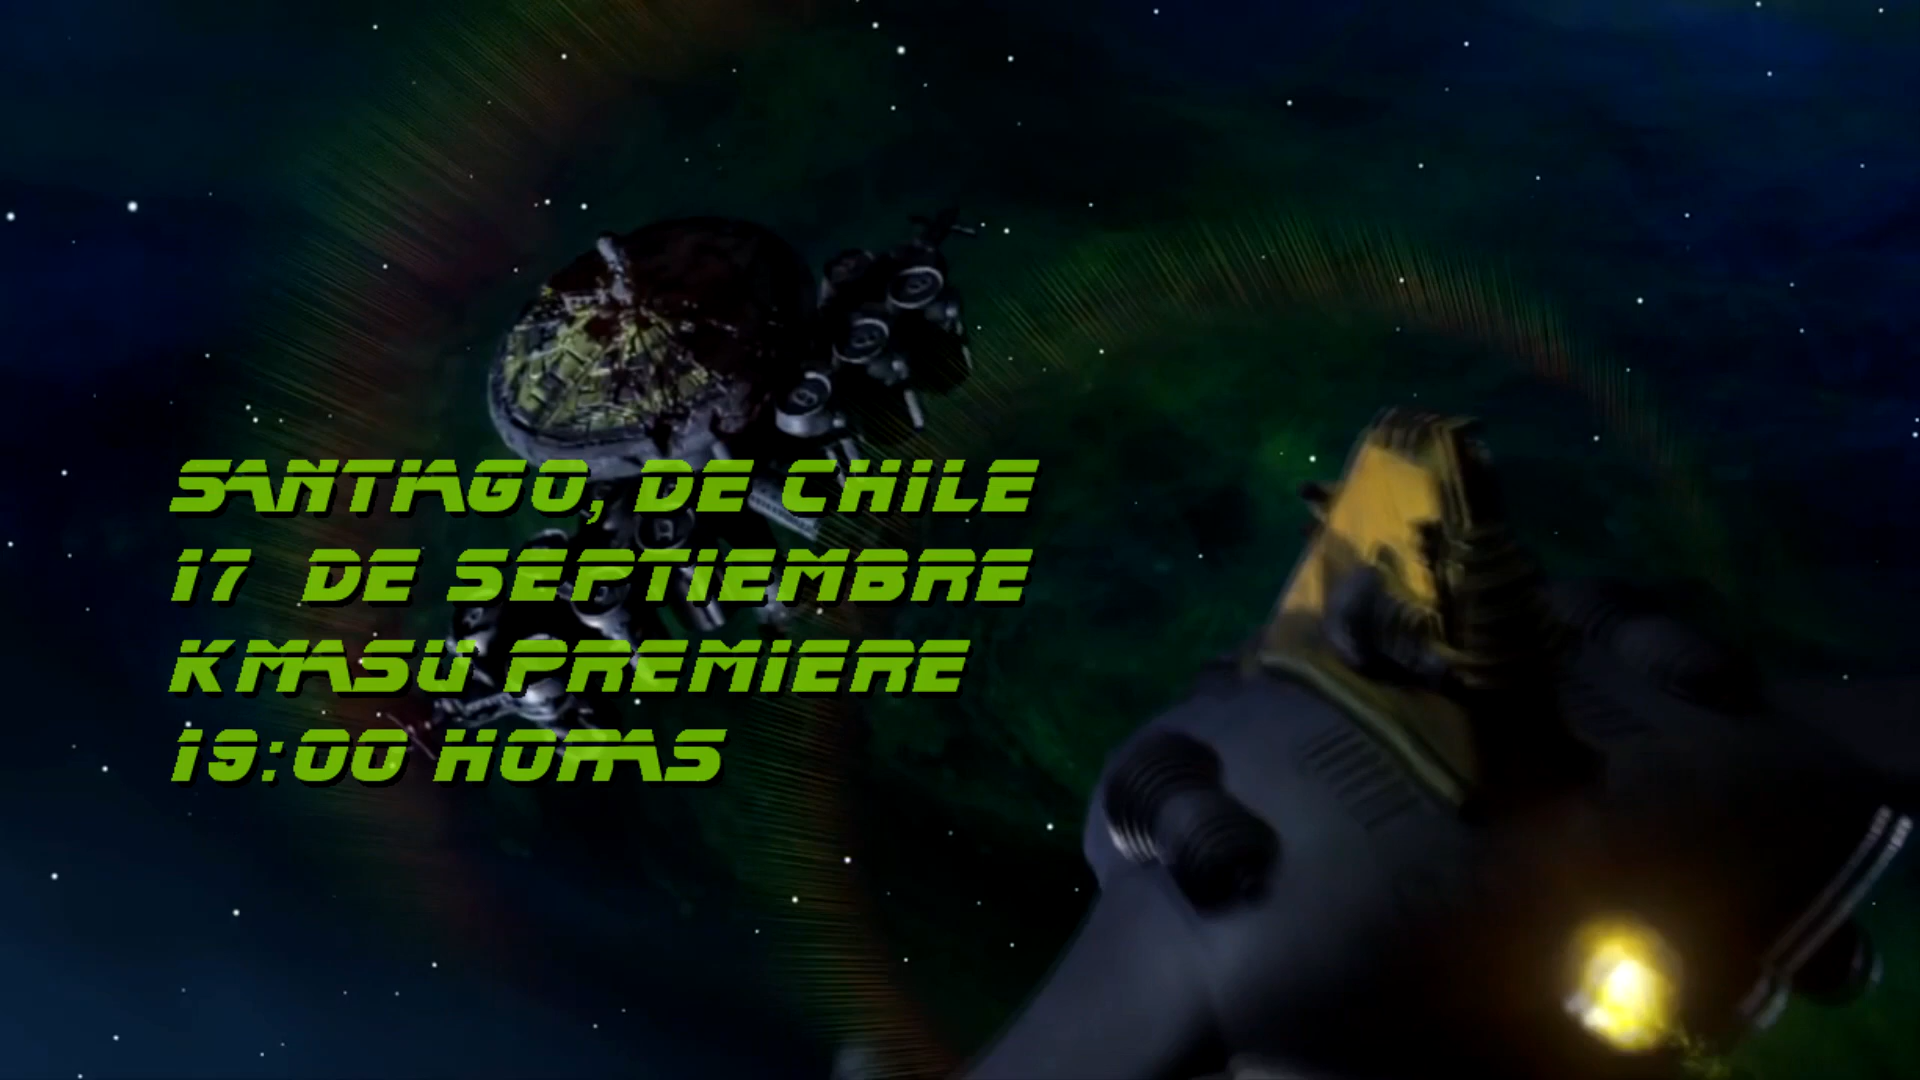 SANTIAGO, DE CHILE
17 DE SEPTIEMBRE
KMASU PREMIERE
19:00 HORAS